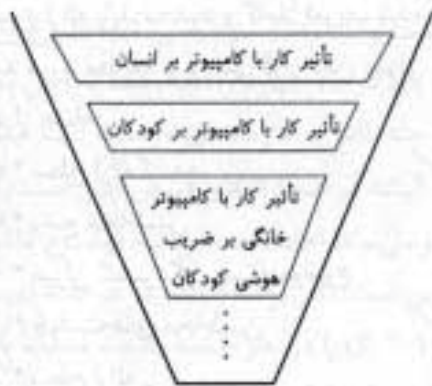 تأثیر کار با کامپیوتر بر انسان
تأثیر کار با کامپیوتر بر کودکان
تأثیر کار با کامپیوتر
خانگی بر ضریب
هوشی کودکان